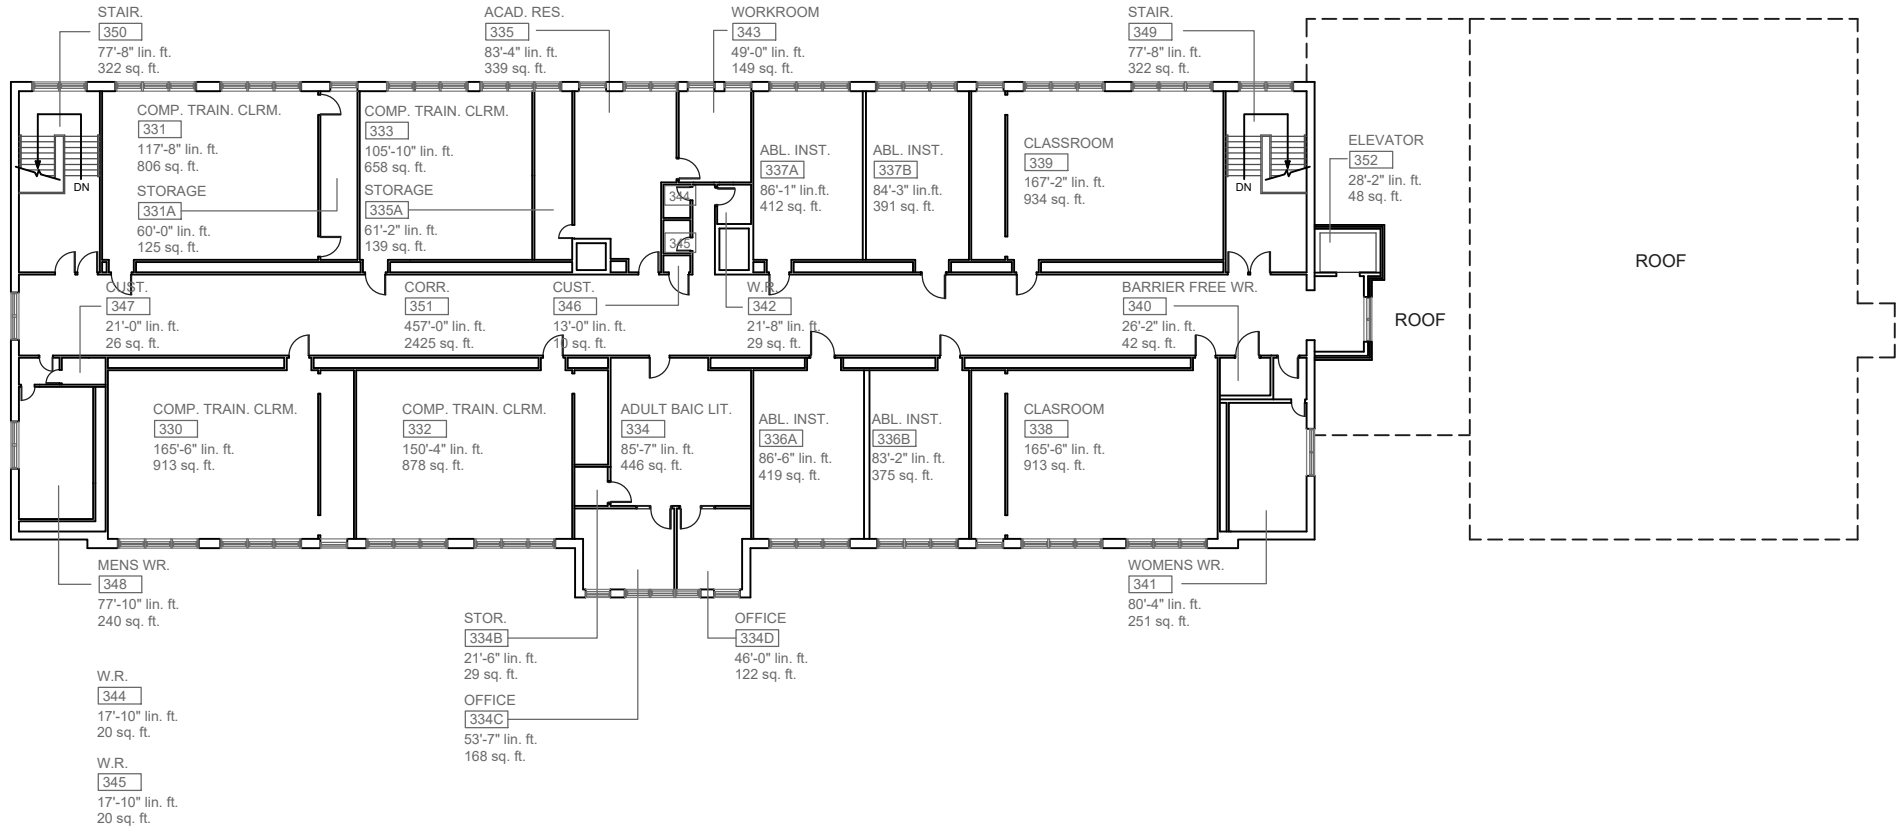 STAIR.
350
77'-8" lin. ft.
322 sq. ft.
ACAD. RES.
335
83'-4" lin. ft.
339 sq. ft.
WORKROOM
343
49'-0" lin. ft.
149 sq. ft.
STAIR.
349
77'-8" lin. ft.
322 sq. ft.
COMP. TRAIN. CLRM.
331
117'-8" lin. ft.
806 sq. ft.
STORAGE
331A
60'-0" lin. ft.
125 sq. ft.
COMP. TRAIN. CLRM.
333
105'-10" lin. ft.
658 sq. ft.
STORAGE
335A
61'-2" lin. ft.
139 sq. ft.
344
345
ABL. INST.
337A
86'-1" lin.ft.
412 sq. ft.
ABL. INST.
337B
84'-3" lin.ft.
391 sq. ft.
CLASSROOM
339
167'-2" lin. ft.
934 sq. ft.
ELEVATOR
352
28'-2" lin. ft.
48 sq. ft.
DN
DN
ROOF
ROOF
CUST.
347
21'-0" lin. ft.
26 sq. ft.
CORR.
351
457'-0" lin. ft.
2425 sq. ft.
CUST.
346
13'-0" lin. ft.
10 sq. ft.
W.R.
342
21'-8" lin. ft.
29 sq. ft.
BARRIER FREE WR.
340
26'-2" lin. ft.
42 sq. ft.
COMP. TRAIN. CLRM.
330
165'-6" lin. ft.
913 sq. ft.
COMP. TRAIN. CLRM.
332
150'-4" lin. ft.
878 sq. ft.
ADULT BAIC LIT.
334
85'-7" lin. ft.
446 sq. ft.
ABL. INST.
336A
86'-6" lin. ft.
419 sq. ft.
ABL. INST.
336B
83'-2" lin. ft.
375 sq. ft.
CLASROOM
338
165'-6" lin. ft.
913 sq. ft.
MENS WR.
348
77'-10" lin. ft.
240 sq. ft.
WOMENS WR.
341
80'-4" lin. ft.
251 sq. ft.
STOR.
334B
21'-6" lin. ft.
29 sq. ft.
OFFICE
334D
46'-0" lin. ft.
122 sq. ft.
OFFICE
334C
53'-7" lin. ft.
168 sq. ft.
W.R.
344
17'-10" lin. ft.
20 sq. ft.
W.R.
345
17'-10" lin. ft.
20 sq. ft.